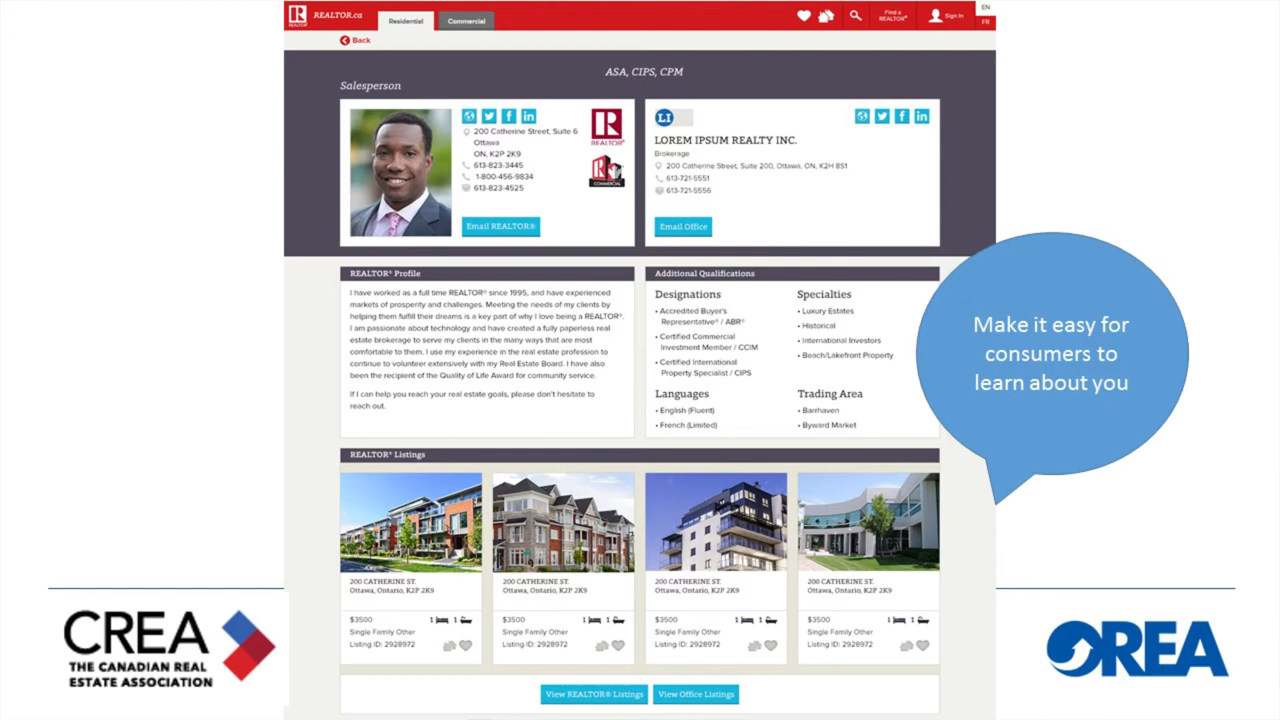 REALTOR.ca
Residential
Commercial
Find a
REALTOR®
Sign In
EN
FR
Back
ASA, CIPS, CPM
Salesperson
200 Catherine Street, Suite 6
Ottawa
ON, K2P 2K9
613-823-3445
1-800-456-9834
613-823-4525
Email REALTOR®
R
REALTOR®
COMMERCIAL
LI
LOREM IPSUM REALTY INC.
Brokerage
200 Catherine Street, Suite 200, Ottawa, ON, K2H 8S1
613-721-5551
613-721-5556
Email Office
REALTOR® Profile
I have worked as a full time REALTOR® since 1995, and have experienced
markets of prosperity and challenges. Meeting the needs of my clients by
helping them fulfill their dreams is a key part of why I love being a REALTOR®.
I am passionate about technology and have created a fully paperless real
estate brokerage to serve my clients in the many ways that are most
comfortable to them. I use my experience in the real estate profession to
continue to volunteer extensively with my Real Estate Board. I have also
been the recipient of the Quality of Life Award for community service.
If I can help you reach your real estate goals, please don't hesitate to
reach out.
Additional Qualifications
Designations
• Accredited Buyer's
Representative® / ABR®
• Certified Commercial
Investment Member / CCIM
• Certified International
Property Specialist / CIPS
Specialties
• Luxury Estates
• Historical
• International Investors
• Beach/Lakefront Property
Languages
• English (Fluent)
• French (Limited)
Trading Area
• Barrhaven
• Byward Market
Make it easy for
consumers to
learn about you
REALTOR® Listings
200 CATHERINE ST.
Ottawa, Ontario, K2P 2K9
$3500
1 1
Single Family Other
Listing ID: 2928972
200 CATHERINE ST.
Ottawa, Ontario, K2P 2K9
$3500
1 1
Single Family Other
Listing ID: 2928972
200 CATHERINE ST.
Ottawa, Ontario, K2P 2K9
$3500
1 1
Single Family Other
Listing ID: 2928972
200 CATHERINE ST.
Ottawa, Ontario, K2P 2K9
$3500
1 1
Single Family Other
Listing ID: 2928972
View REALTOR® Listings
View Office Listings
CREA
THE CANADIAN REAL
ESTATE ASSOCIATION
OREA